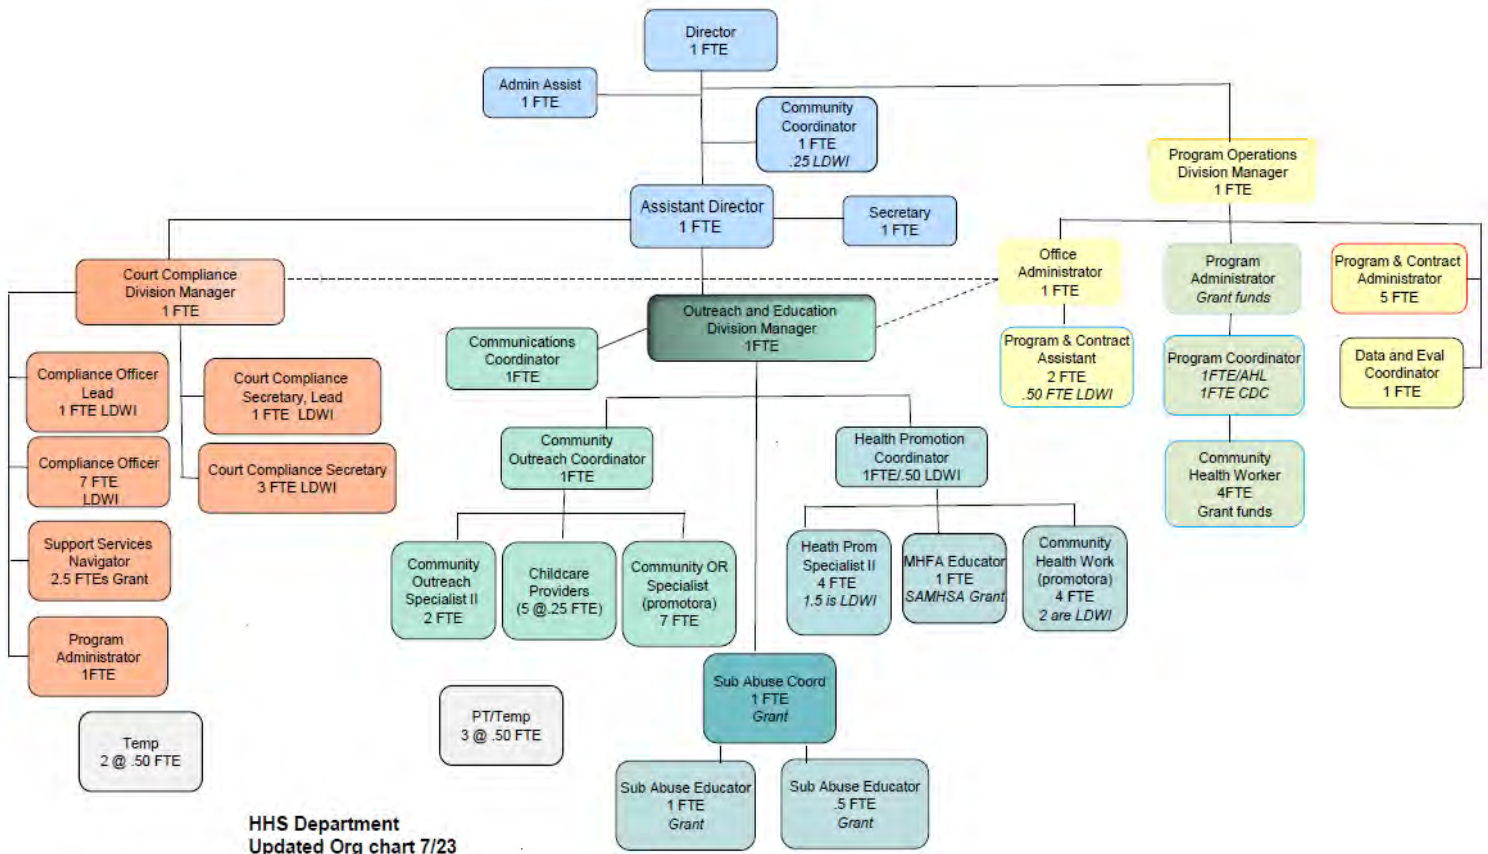 Director
1 FTE
Admin Assist
1 FTE
Community
Coordinator
1 FTE
.25 LDWI
Program Operations
Division Manager
1 FTE
Assistant Director
1 FTE
Secretary
1 FTE
Court Compliance
Division Manager
1 FTE
Outreach and Education
Division Manager
1FTE
Office
Administrator
1 FTE
Program
Administrator
Grant funds
Program & Contract
Administrator
5 FTE
Communications
Coordinator
1FTE
Program & Contract
Assistant
2 FTE
.50 FTE LDWI
Program Coordinator
1FTE/AHL
1FTE CDC
Data and Eval
Coordinator
1 FTE
Compliance Officer
Lead
1 FTE LDWI
Court Compliance
Secretary, Lead
1 FTE LDWI
Compliance Officer
7 FTE
LDWI
Court Compliance Secretary
3 FTE LDWI
Community
Outreach Coordinator
1FTE
Health Promotion
Coordinator
1FTE/.50 LDWI
Community
Health Worker
4FTE
Grant funds
Support Services
Navigator
2.5 FTEs Grant
Community
Outreach
Specialist II
2 FTE
Childcare
Providers
(5 @.25 FTE)
Community OR
Specialist
(promotora)
7 FTE
Heath Prom
Specialist II
4 FTE
1.5 is LDWI
MHFA Educator
1 FTE
SAMHSA Grant
Community
Health Work
(promotora)
4 FTE
2 are LDWI
Program
Administrator
1FTE
Sub Abuse Coord
1 FTE
Grant
Temp
2 @ .50 FTE
PT/Temp
3 @ .50 FTE
Sub Abuse Educator
1 FTE
Grant
Sub Abuse Educator
.5 FTE
Grant
HHS Department
Updated Org chart 7/23